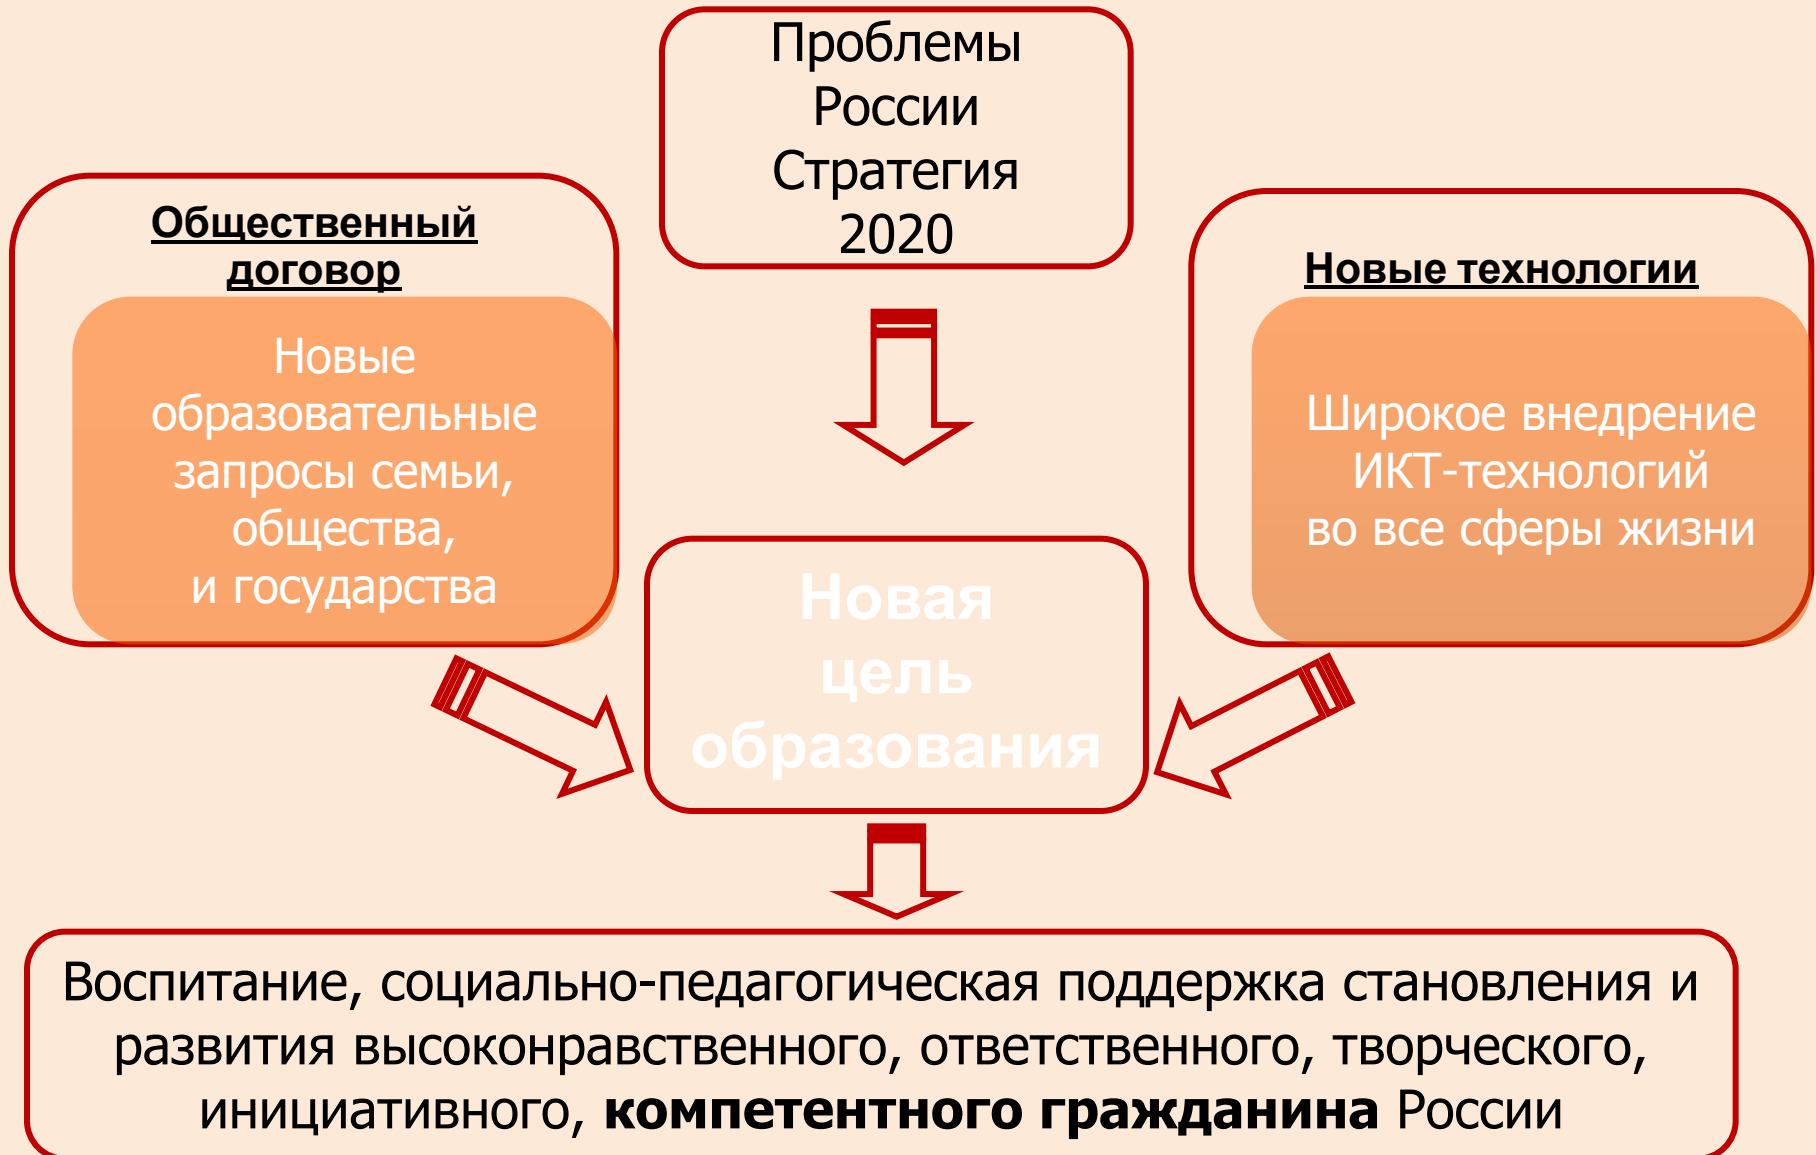 Проблемы
России
Стратегия
2020
Общественный
договор
Новые
образовательные
запросы семьи,
общества,
и государства
Новые технологии
Широкое внедрение
ИКТ-технологий
во все сферы жизни
Новая
цель
образования
Воспитание, социально-педагогическая поддержка становления и
развития высоконравственного, ответственного, творческого,
инициативного, компетентного гражданина России